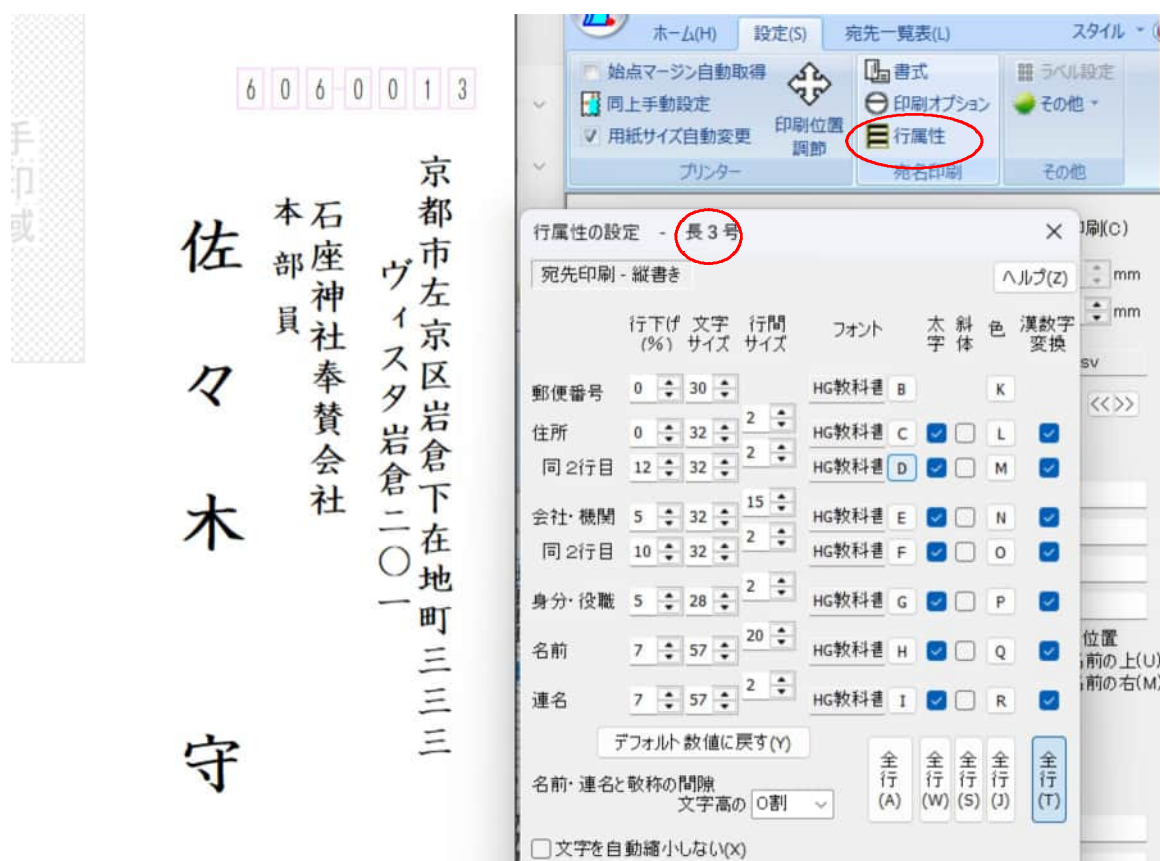 ホーム(H) 設定(S) 宛先一覧表(L) スタイル
始点マージン自動取得
同上手動設定
用紙サイズ自動変更
印刷位置
調節
プリンター
書式
印刷オプション
行属性
宛名印刷
ラベル設定
その他
その他
606-0013
京都市左京区岩倉下在地町三三三
ヴィスタ岩倉二〇一
石座神社奉賛会社
本部員
佐々木 守
手
印
域
行属性の設定 - 長3号
宛先印刷 - 縦書き
ヘルプ(Z)
行下げ(%) 文字サイズ 行間サイズ フォント 太字 斜体 色 漢数字変換
郵便番号 0 30 HG教科書 B K
2
住所 0 32 HG教科書 C L
2
同 2行目 12 32 HG教科書 D M
15
会社・機関 5 32 HG教科書 E N
2
同 2行目 10 32 HG教科書 F O
2
身分・役職 5 28 HG教科書 G P
20
名前 7 57 HG教科書 H Q
2
連名 7 57 HG教科書 I R
デフォルト数値に戻す(Y)
全行(A) 全行(W) 全行(S) 全行(J) 全行(T)
名前・連名と敬称の間隙
文字高の 0割
文字を自動縮小しない(X)
印刷(C)
mm
mm
sv
<<>>
位置
前の上(U)
前の右(M)